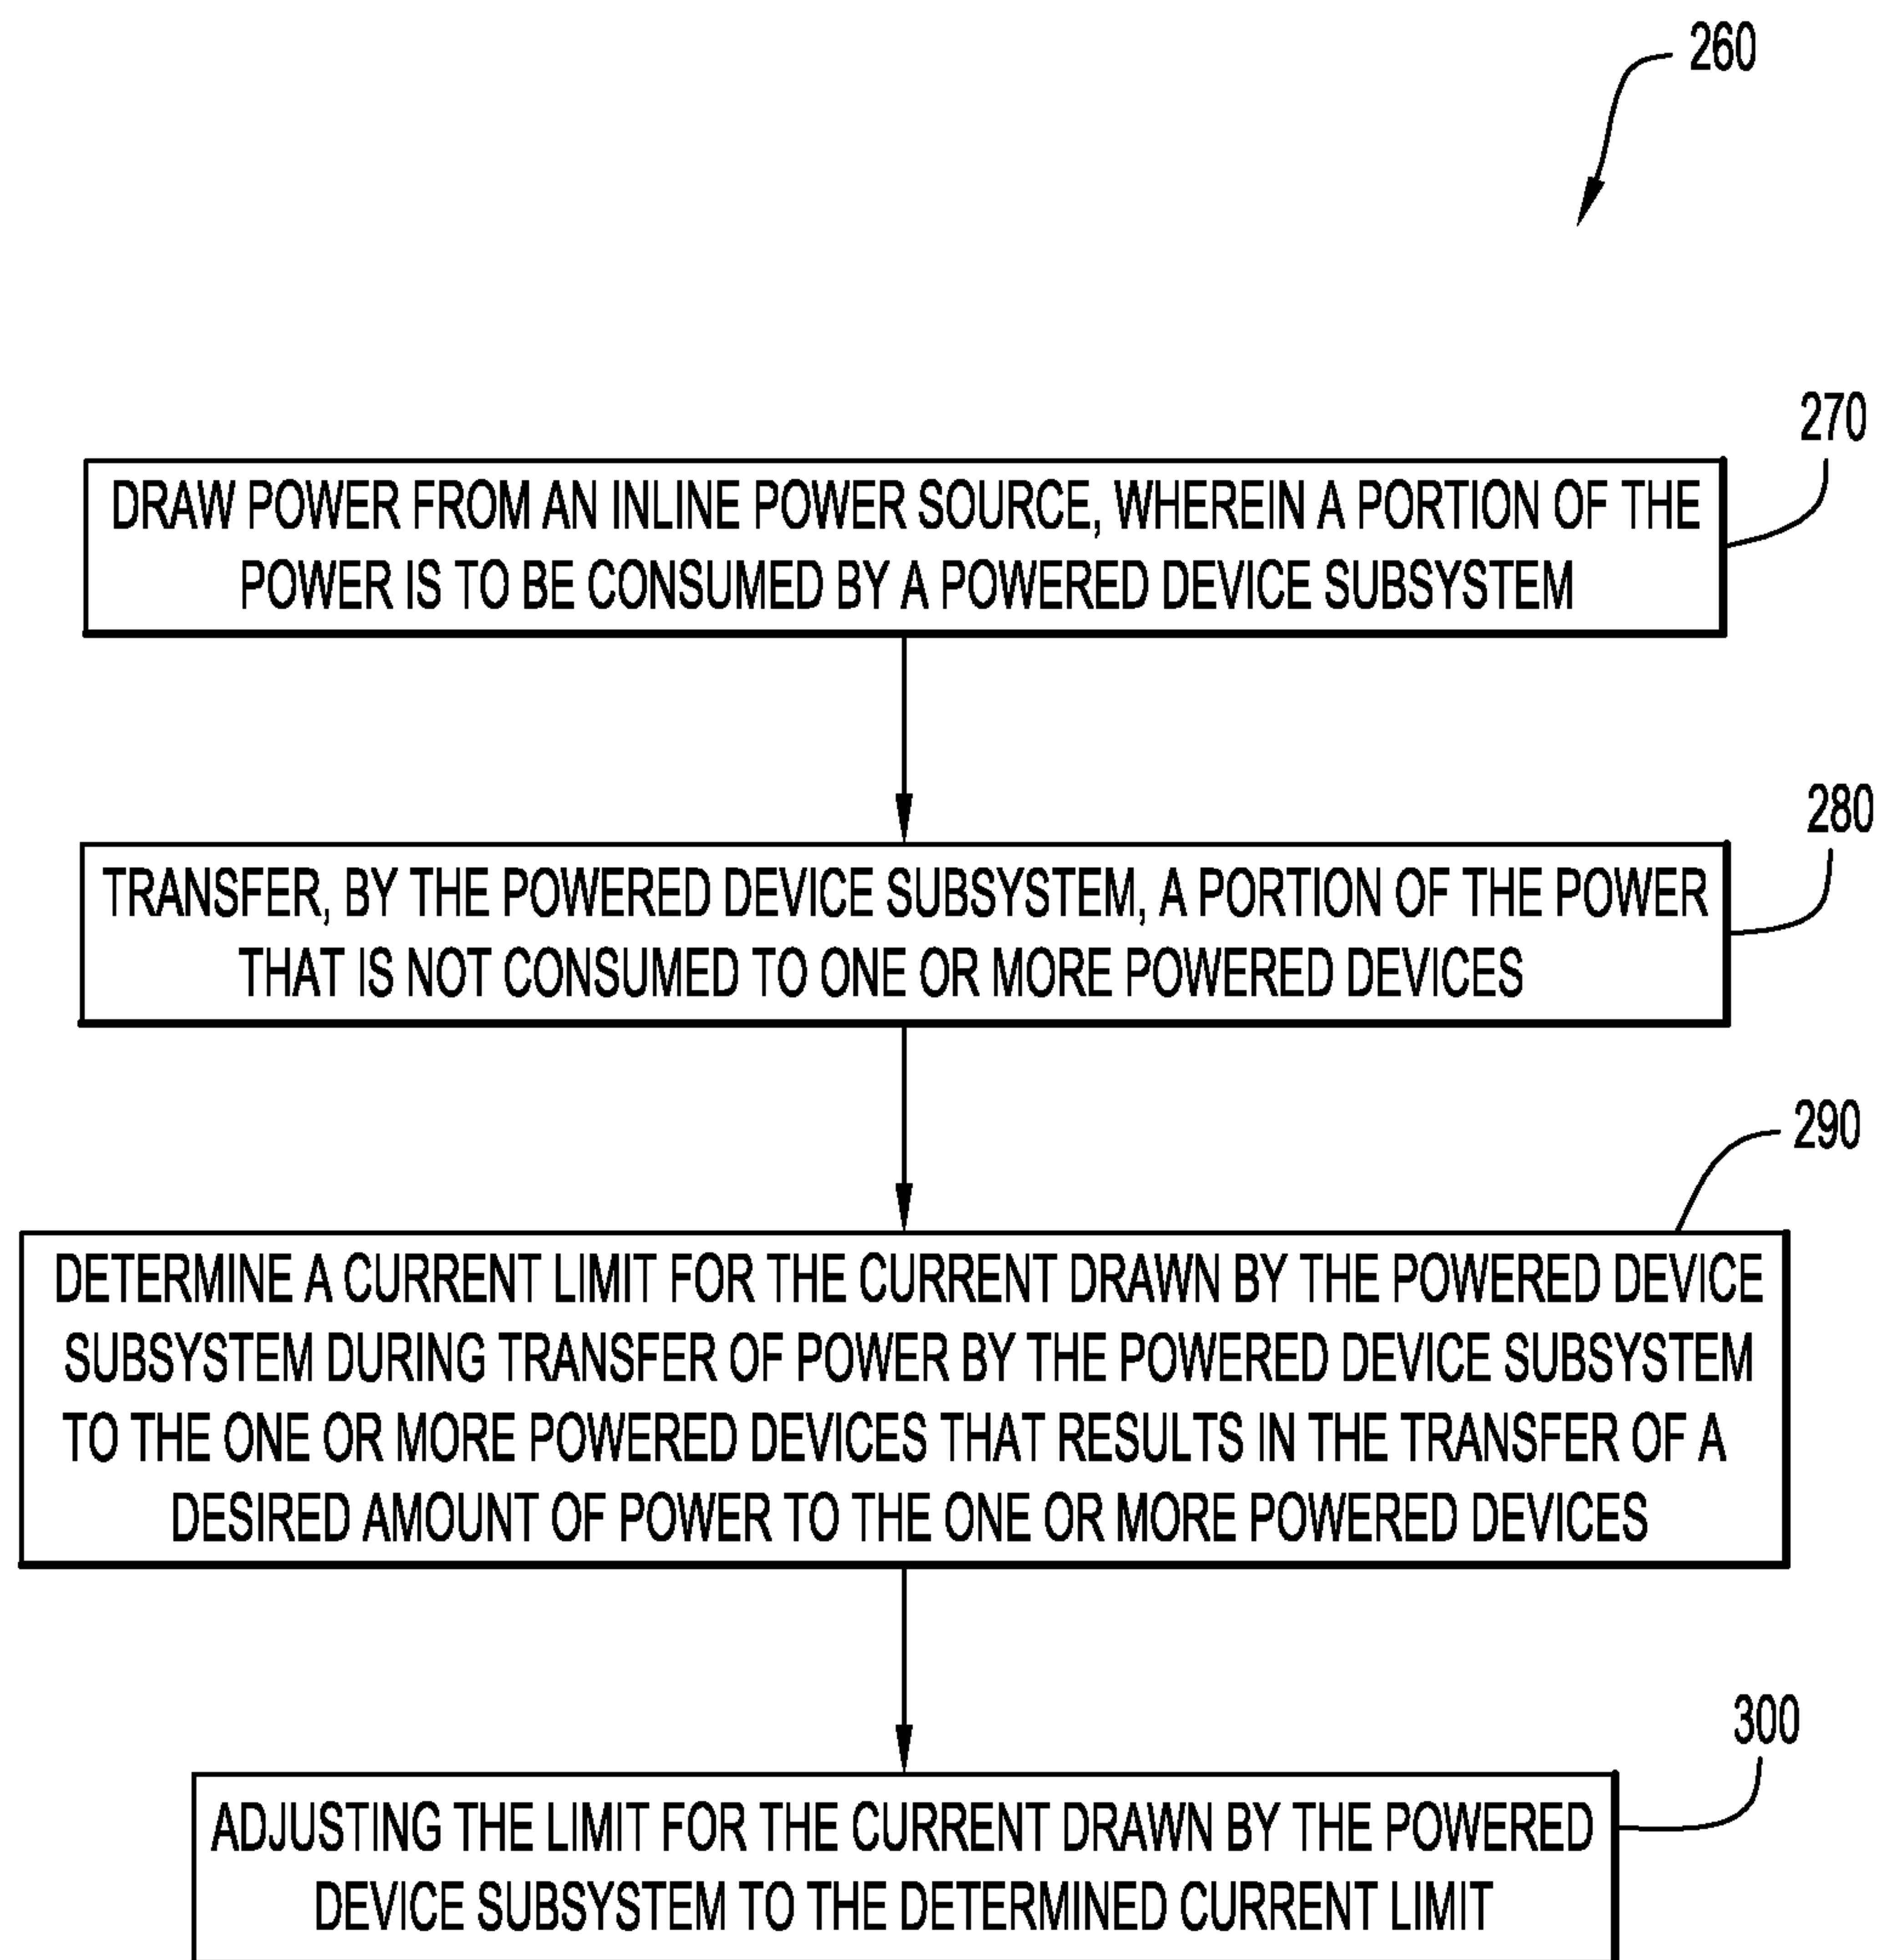 260
270
DRAW POWER FROM AN INLINE POWER SOURCE, WHEREIN A PORTION OF THE
POWER IS TO BE CONSUMED BY A POWERED DEVICE SUBSYSTEM
280
TRANSFER, BY THE POWERED DEVICE SUBSYSTEM, A PORTION OF THE POWER
THAT IS NOT CONSUMED TO ONE OR MORE POWERED DEVICES
290
DETERMINE A CURRENT LIMIT FOR THE CURRENT DRAWN BY THE POWERED DEVICE
SUBSYSTEM DURING TRANSFER OF POWER BY THE POWERED DEVICE SUBSYSTEM
TO THE ONE OR MORE POWERED DEVICES THAT RESULTS IN THE TRANSFER OF A
DESIRED AMOUNT OF POWER TO THE ONE OR MORE POWERED DEVICES
300
ADJUSTING THE LIMIT FOR THE CURRENT DRAWN BY THE POWERED
DEVICE SUBSYSTEM TO THE DETERMINED CURRENT LIMIT